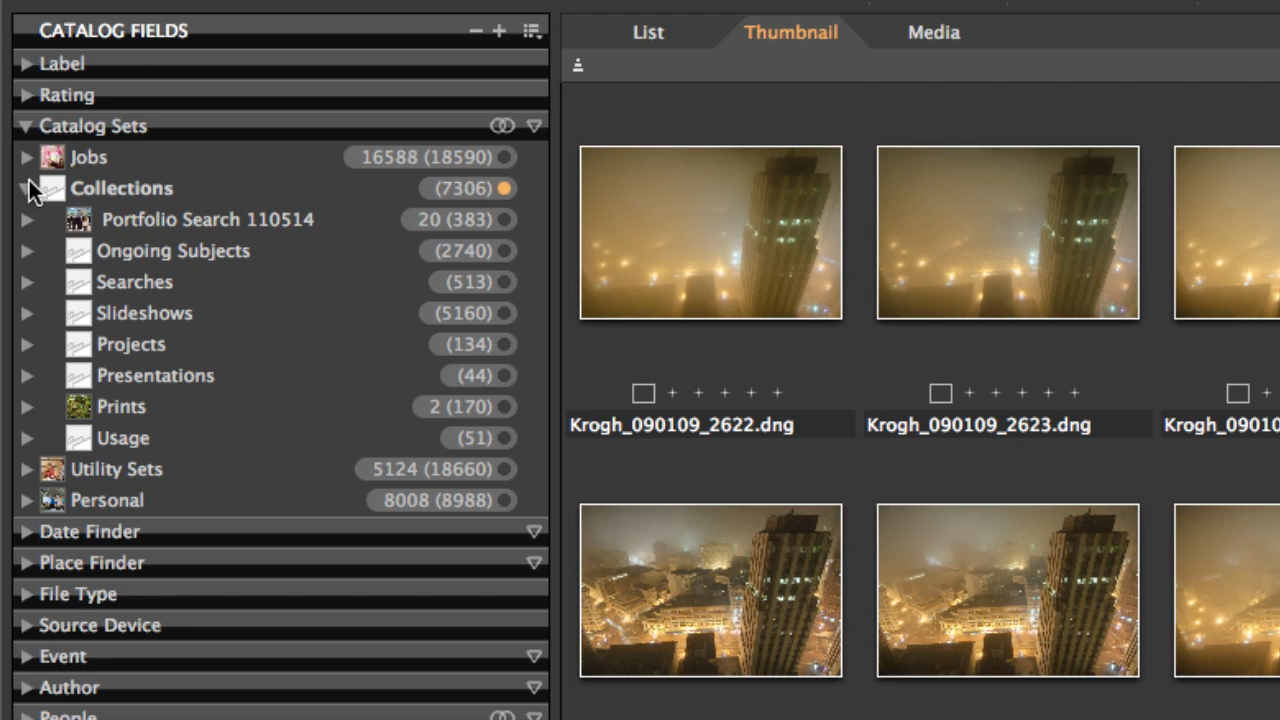 CATALOG FIELDS
Label
Rating
Catalog Sets
Jobs 16588 (18590)
Collections (7306)
Portfolio Search 110514 20 (383)
Ongoing Subjects (2740)
Searches (513)
Slideshows (5160)
Projects (134)
Presentations (44)
Prints 2 (170)
Usage (51)
Utility Sets 5124 (18660)
Personal 8008 (8988)
Date Finder
Place Finder
File Type
Source Device
Event
Author
People
List Thumbnail Media
Krogh_090109_2622.dng Krogh_090109_2623.dng Krogh_09010